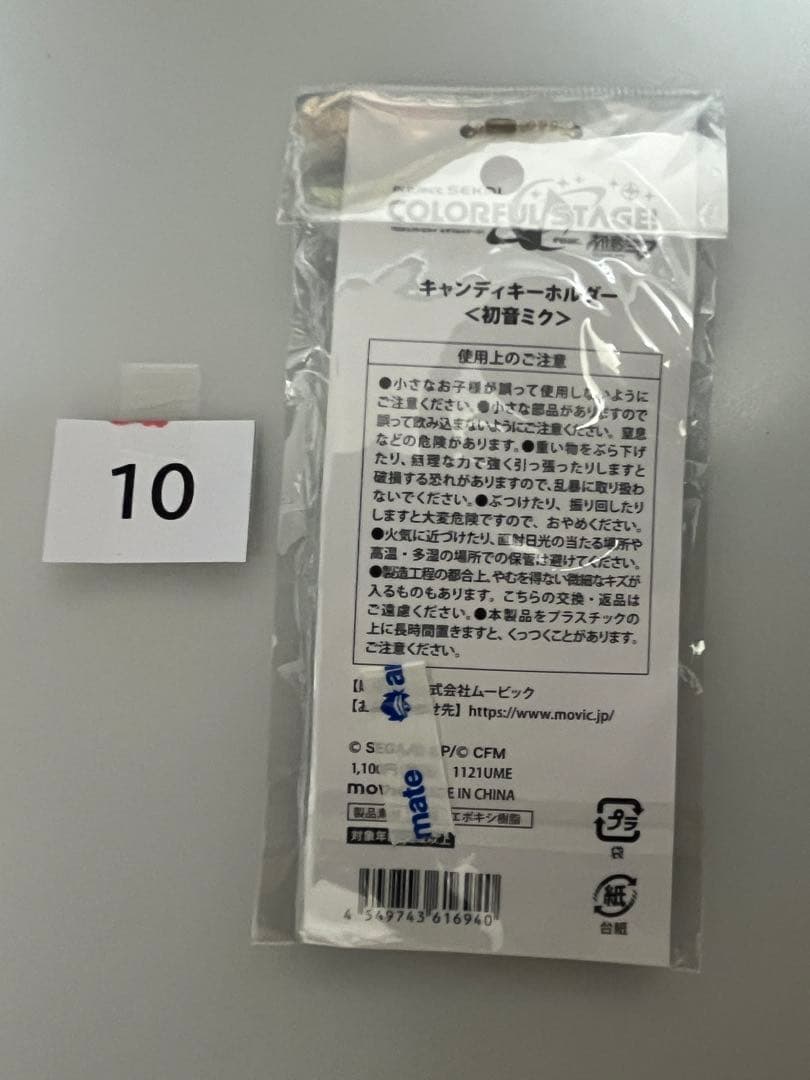 10
PROJECT SEKAI
COLORFUL STAGE!
キャンディキーホルダー
<初音ミク>
使用上のご注意
●小さなお子様が誤って使用しないように
ご注意ください。●小さな部品がありますので
誤って飲み込まないようにご注意ください。窒息
などの危険があります。●重い物をぶら下げ
たり、無理な力で強く引っ張ったりしますと
破損する恐れがありますので、乱暴に取り扱わ
ないでください。●ぶつけたり、振り回したり
しますと大変危険ですので、おやめください。
●火気に近づけたり、直射日光の当たる場所や
高温・多湿の場所での保管は避けてください。
●製造工程の都合上、やむを得ない微細なキズが
入るものもあります。こちらの交換・返品は
ご遠慮ください。●本製品をプラスチックの
上に長時間置きますと、くっつくことがあります。
ご注意ください。
式会社ムービック
せ先】https://www.movic.jp/
© SEGA P/© CFM
1,10 1121UME
mov E IN CHINA
製品 エポキシ樹脂
対象年 上
mate
プラ
袋
紙
台紙
4 549743 616940